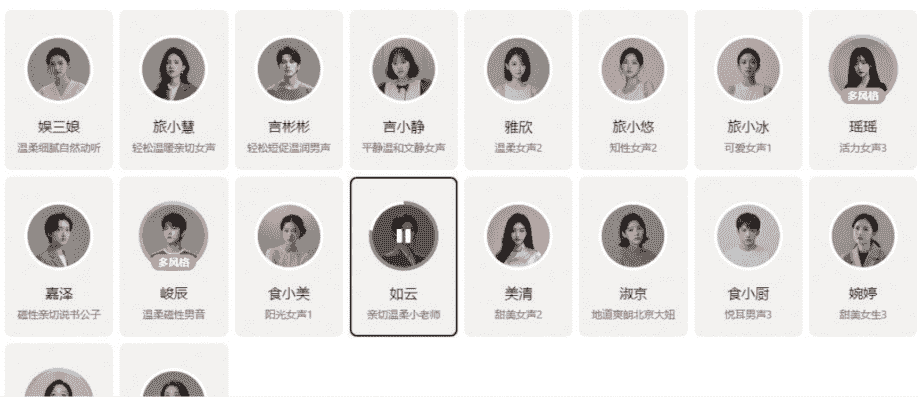 娱三娘
温柔细腻自然动听
旅小慧
轻松温暖亲切女声
言彬彬
轻松短促温润男声
言小静
平静温和文静女声
雅欣
温柔女声2
旅小悠
知性女声2
旅小冰
可爱女声1
多风格
瑶瑶
活力女声3
嘉泽
磁性亲切说书公子
多风格
峻辰
温柔磁性男音
食小美
阳光女声1
如云
亲切温柔小老师
美清
甜美女声2
淑京
地道爽朗北京大妞
食小厨
悦耳男声3
婉婷
甜美女生3